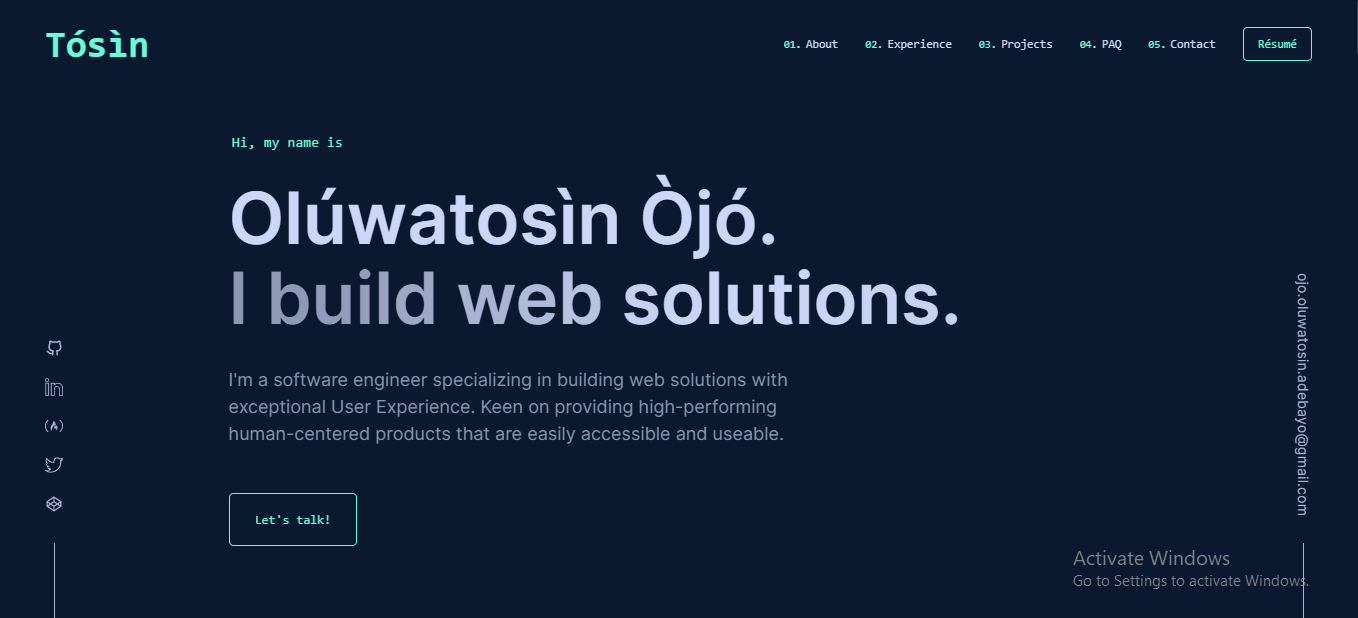 Tósìn
01. About 02. Experience 03. Projects 04. PAQ 05. Contact Résumé
Hi, my name is
Olúwatosìn Òjó.
I build web solutions.
I'm a software engineer specializing in building web solutions with
exceptional User Experience. Keen on providing high-performing
human-centered products that are easily accessible and useable.
Let's talk!
in
ojo.oluwatosin.adebayo@gmail.com
Activate Windows
Go to Settings to activate Windows.